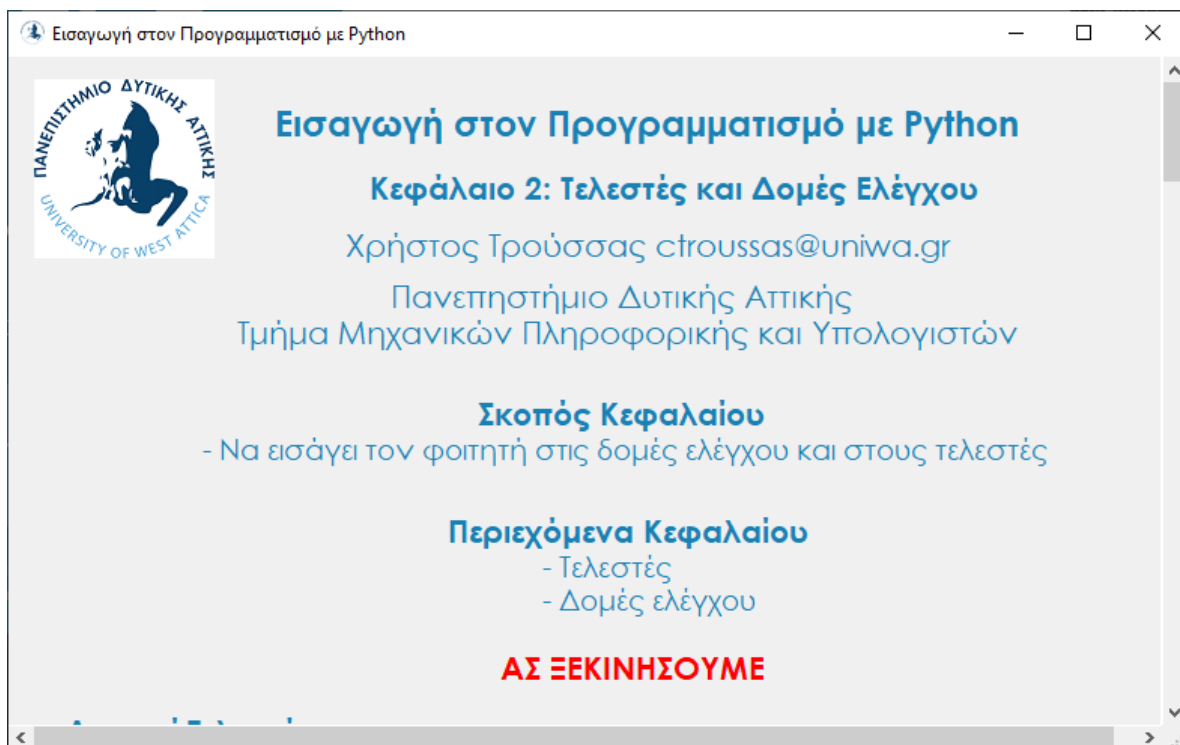 Εισαγωγή στον Προγραμματισμό με Python
ΠΑΝΕΠΙΣΤΗΜΙΟ ΔΥΤΙΚΗΣ ΑΤΤΙΚΗΣ
UNIVERSITY OF WEST ATTICA
Εισαγωγή στον Προγραμματισμό με Python
Κεφάλαιο 2: Τελεστές και Δομές Ελέγχου
Χρήστος Τρούσσας ctroussas@uniwa.gr
Πανεπηστήμιο Δυτικής Αττικής
Τμήμα Μηχανικών Πληροφορικής και Υπολογιστών
Σκοπός Κεφαλαίου
- Να εισάγει τον φοιτητή στις δομές ελέγχου και στους τελεστές
Περιεχόμενα Κεφαλαίου
- Τελεστές
- Δομές ελέγχου
ΑΣ ΞΕΚΙΝΗΣΟΥΜΕ